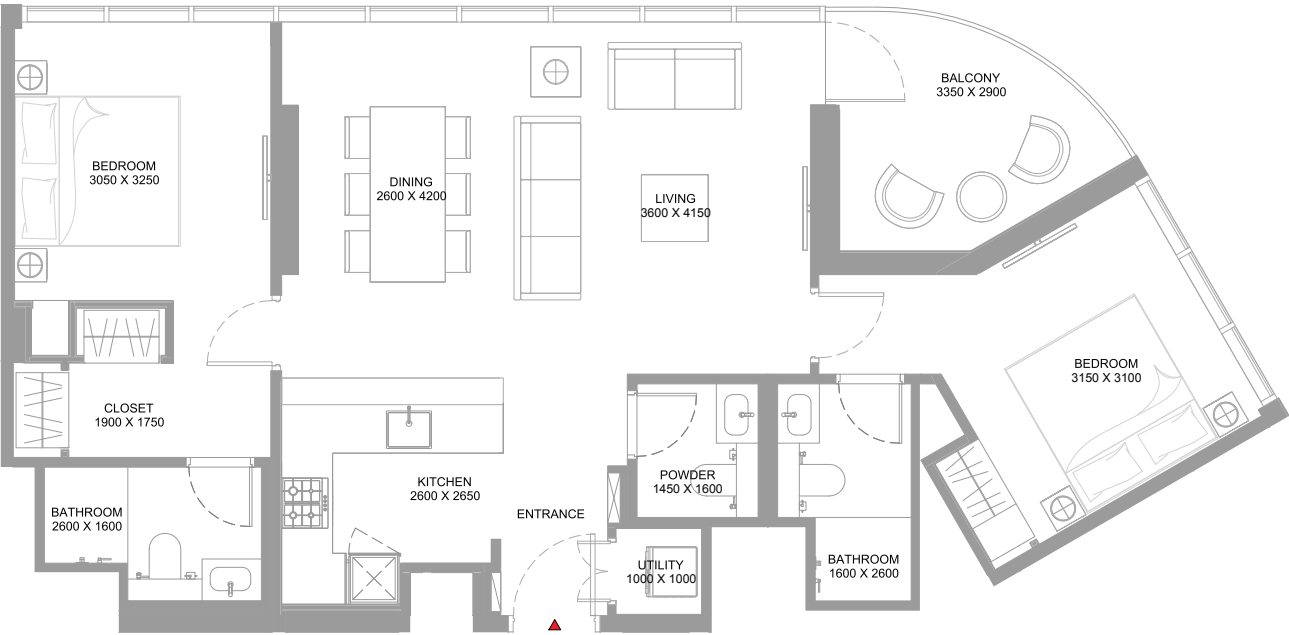 BALCONY
3350 X 2900
BEDROOM
3050 X 3250
DINING
2600 X 4200
LIVING
3600 X 4150
BEDROOM
3150 X 3100
CLOSET
1900 X 1750
KITCHEN
2600 X 2650
POWDER
1450 X 1600
BATHROOM
2600 X 1600
ENTRANCE
UTILITY
1000 X 1000
BATHROOM
1600 X 2600